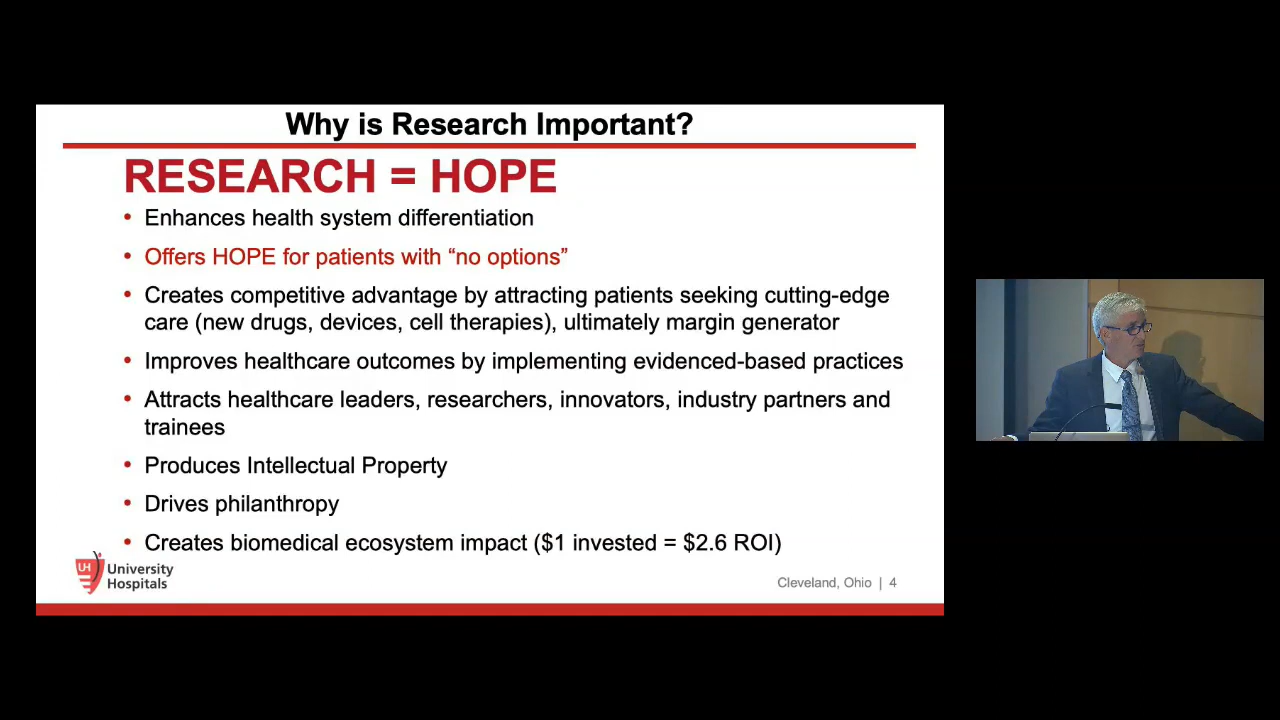 Why is Research Important?
RESEARCH = HOPE
• Enhances health system differentiation
• Offers HOPE for patients with “no options”
• Creates competitive advantage by attracting patients seeking cutting-edge
care (new drugs, devices, cell therapies), ultimately margin generator
• Improves healthcare outcomes by implementing evidenced-based practices
• Attracts healthcare leaders, researchers, innovators, industry partners and
trainees
• Produces Intellectual Property
• Drives philanthropy
• Creates biomedical ecosystem impact ($1 invested = $2.6 ROI)
UH
University
Hospitals
Cleveland, Ohio | 4